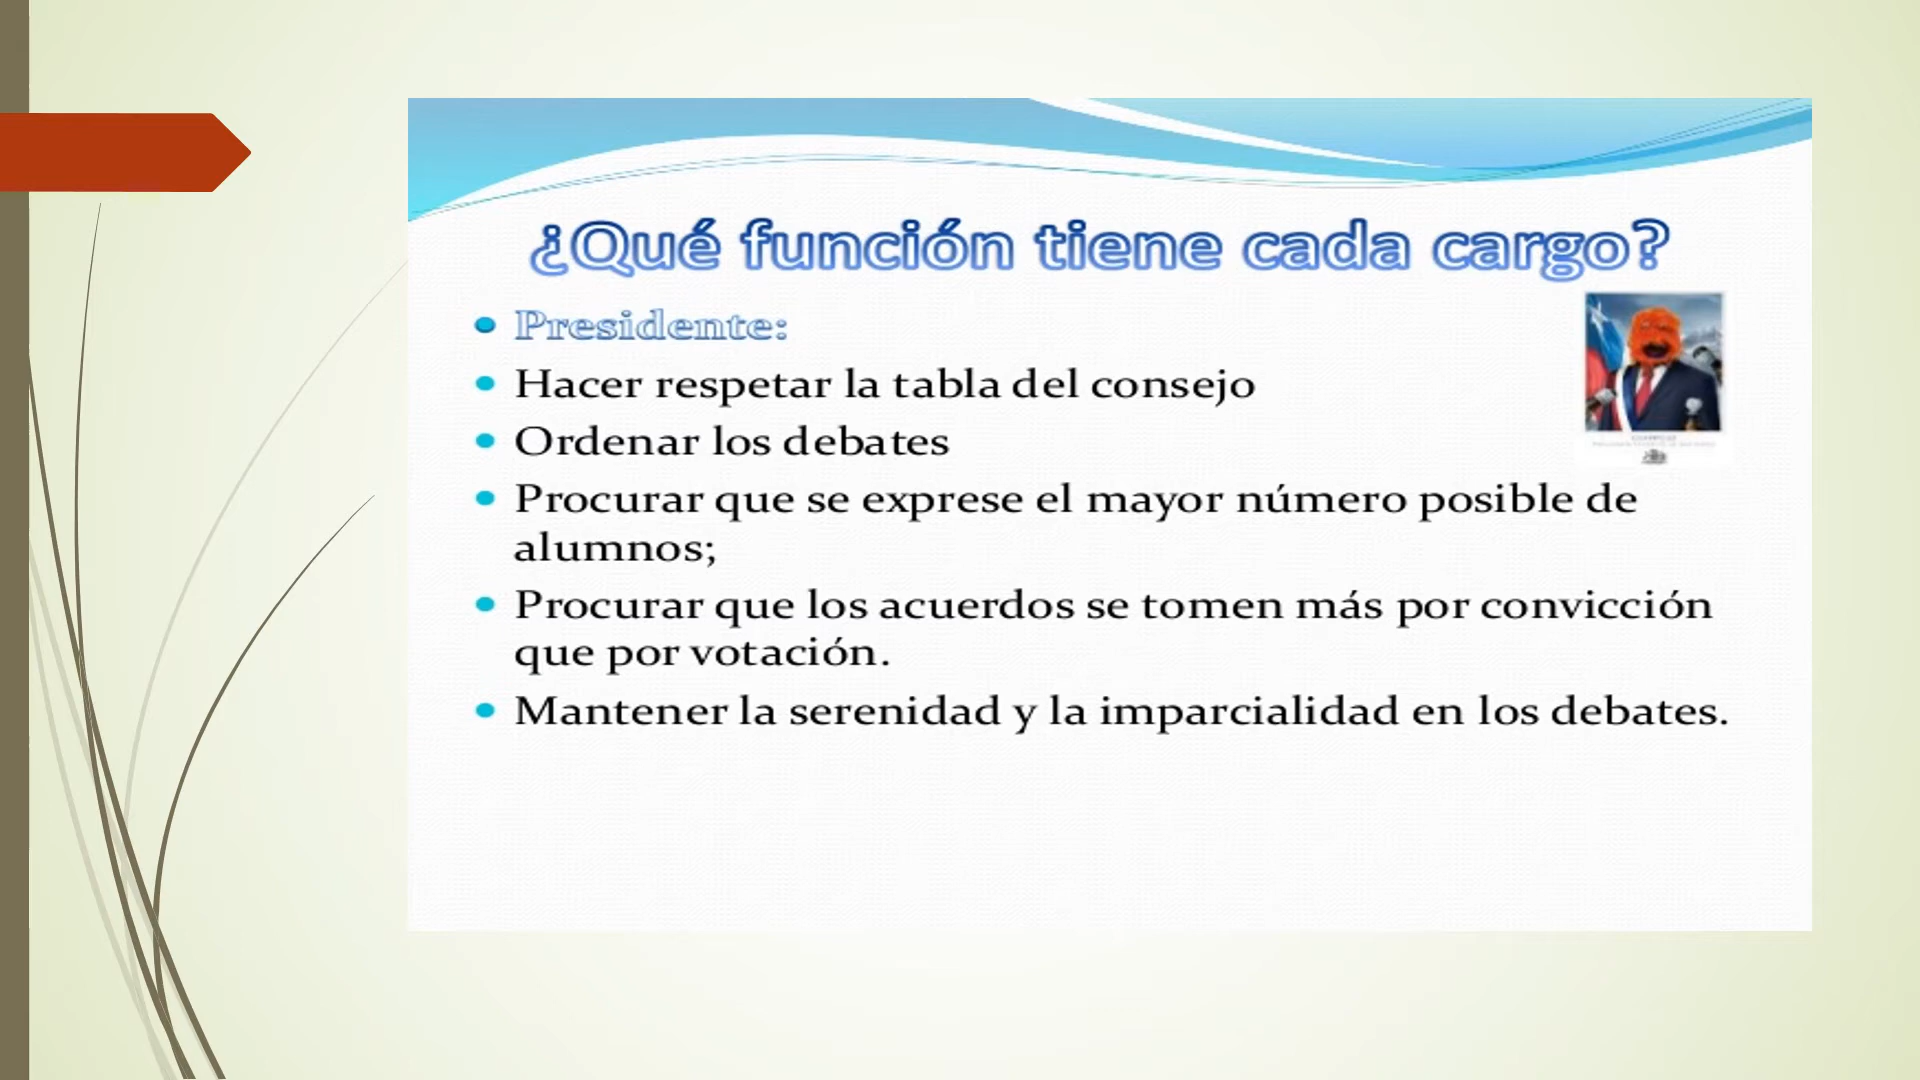 ¿Qué función tiene cada cargo?
Presidente:
Hacer respetar la tabla del consejo
Ordenar los debates
Procurar que se exprese el mayor número posible de
alumnos;
Procurar que los acuerdos se tomen más por convicción
que por votación.
Mantener la serenidad y la imparcialidad en los debates.